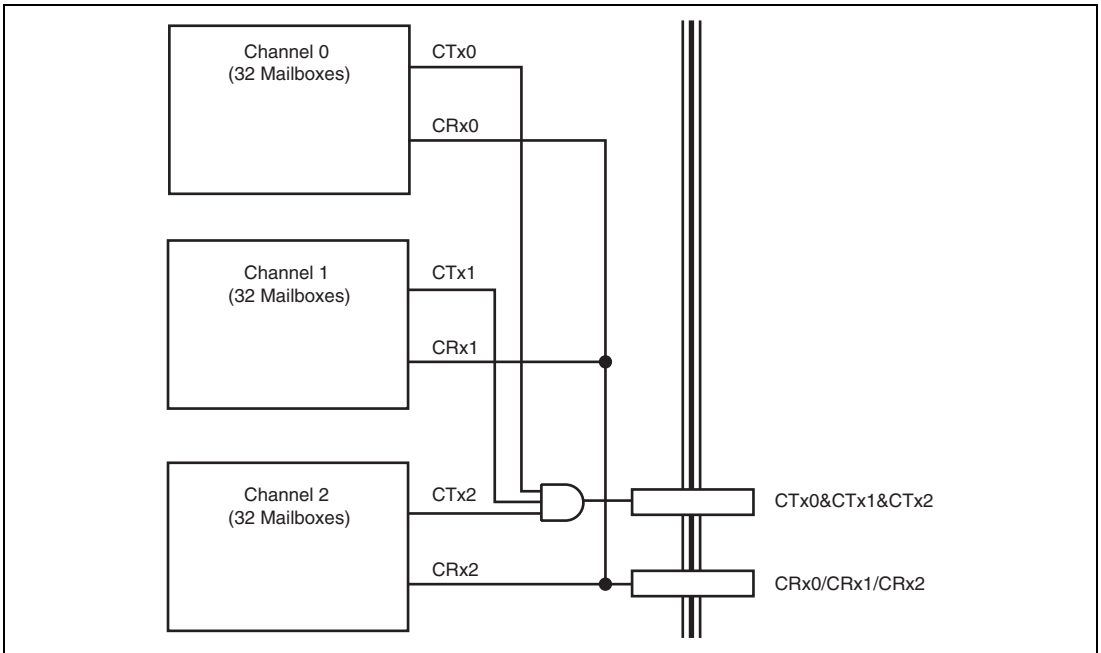 Channel 0
(32 Mailboxes)
CTx0
CRx0
Channel 1
(32 Mailboxes)
CTx1
CRx1
Channel 2
(32 Mailboxes)
CTx2
CRx2
CTx0&CTx1&CTx2
CRx0/CRx1/CRx2